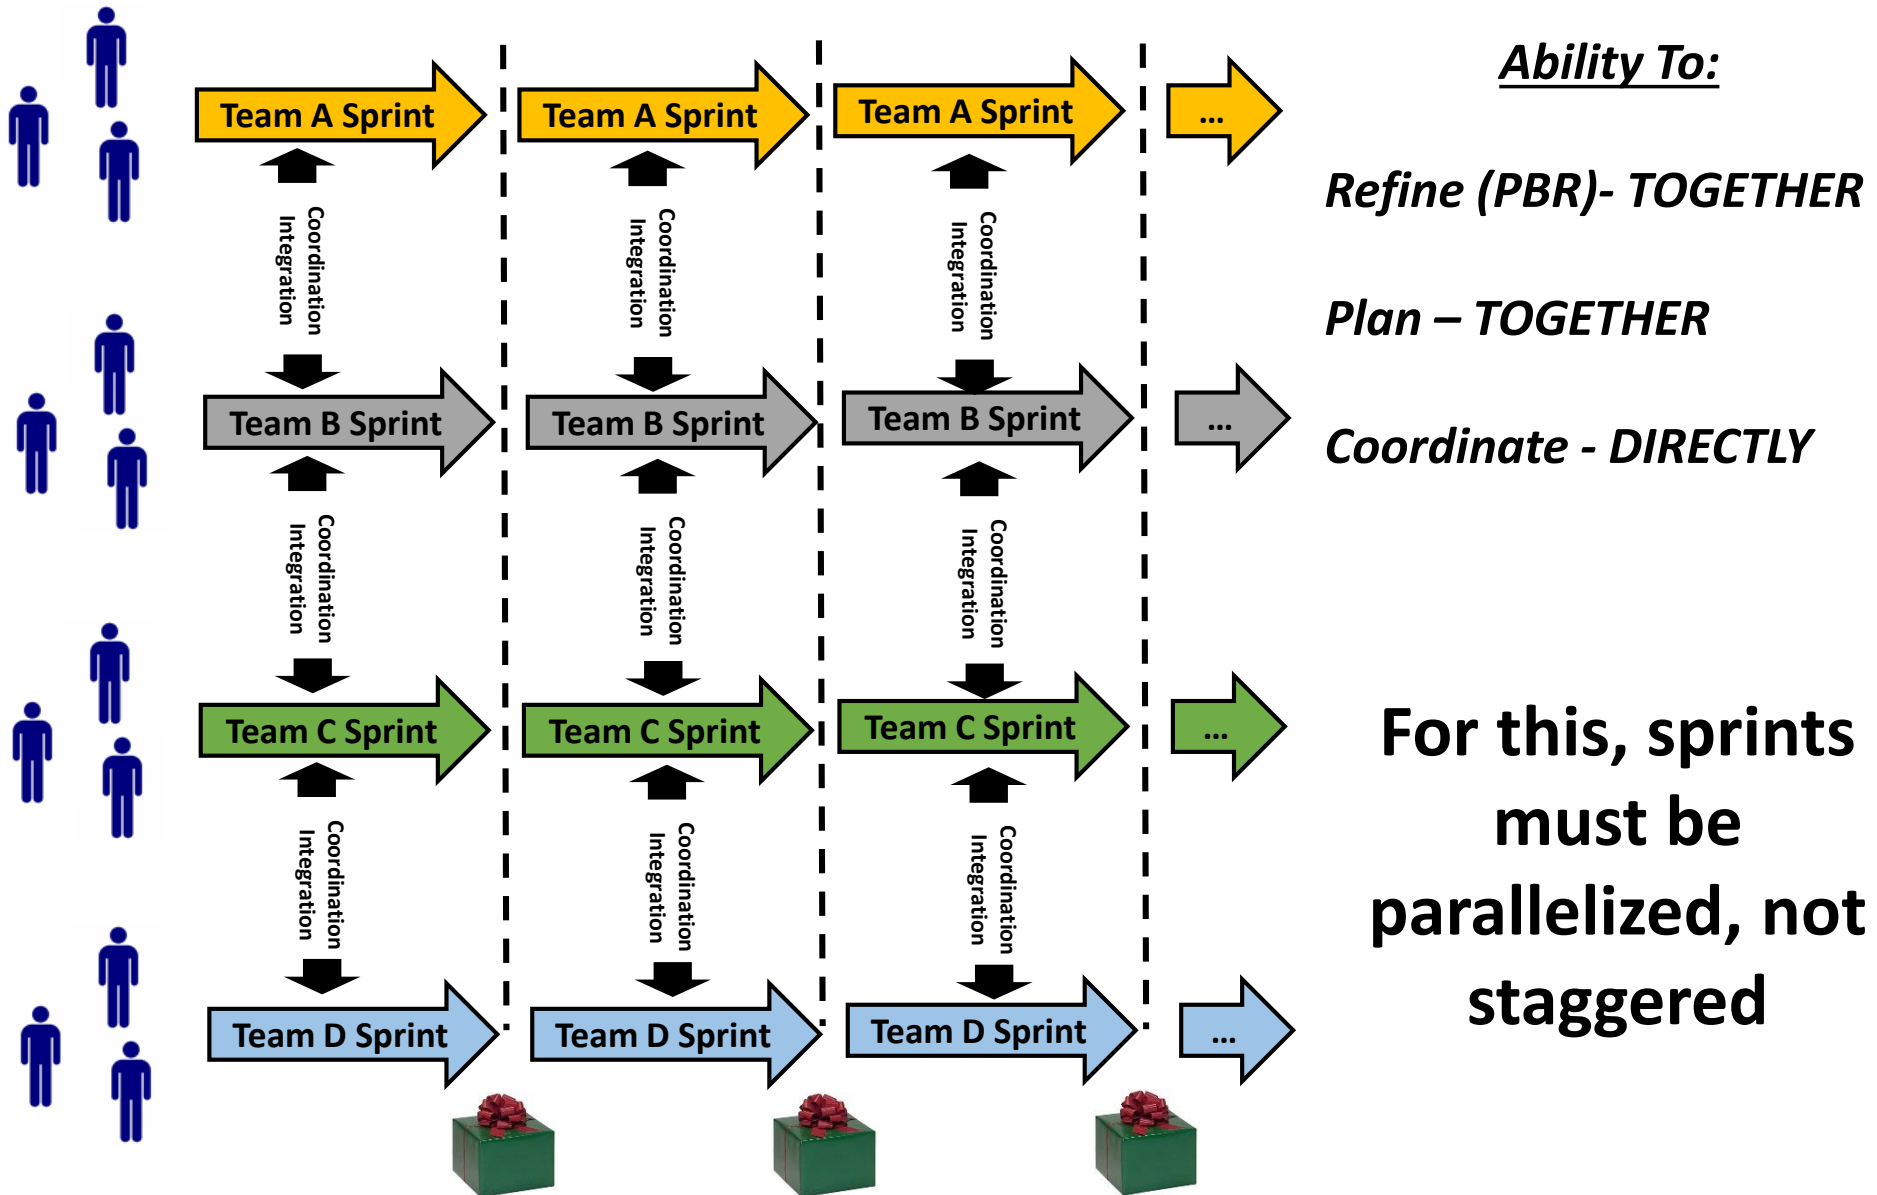 Ability To:
Team A Sprint
Team A Sprint
Team A Sprint
...
Refine (PBR)- TOGETHER
Coordination
Integration
Coordination
Integration
Coordination
Integration
Plan – TOGETHER
Team B Sprint
Team B Sprint
Team B Sprint
...
Coordinate - DIRECTLY
Coordination
Integration
Coordination
Integration
Coordination
Integration
Team C Sprint
Team C Sprint
Team C Sprint
...
For this, sprints
must be
parallelized, not
staggered
Coordination
Integration
Coordination
Integration
Coordination
Integration
Team D Sprint
Team D Sprint
Team D Sprint
...